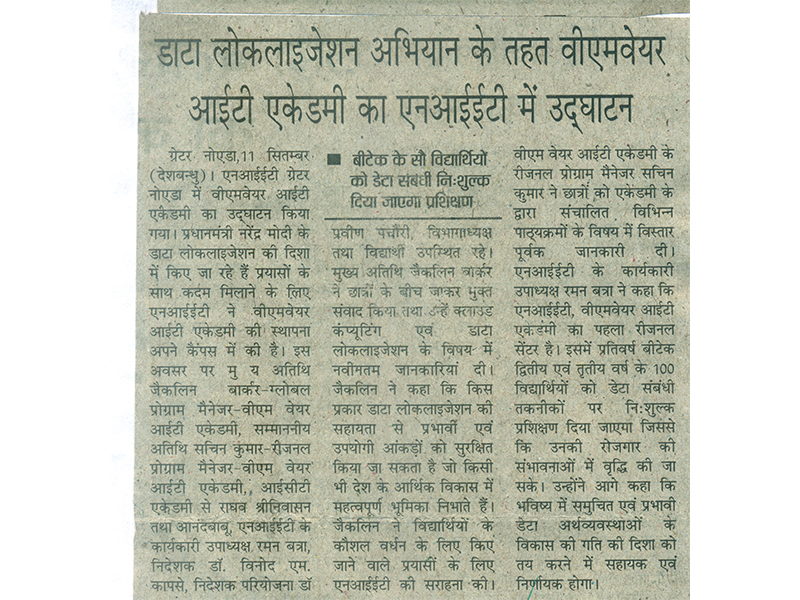 डाटा लोकलाइजेशन अभियान के तहत वीएमवेयर
आईटी एकेडमी का एनआईईटी में उद्घाटन
ग्रेटर नोएडा,11 सितम्बर
(देशबन्धु)। एनआईईटी ग्रेटर
नोएडा में वीएमवेयर आईटी
एकेडमी का उद्घाटन किया
गया। प्रधानमंत्री नरेंद्र मोदी के
डाटा लोकलाइजेशन की दिशा
में किए जा रहे हैं प्रयासों के
साथ कदम मिलाने के लिए
एनआईईटी ने वीएमवेयर
आईटी एकेडमी की स्थापना
अपने कैंपस में की है। इस
अवसर पर मु य अतिथि
जैकलिन बार्कर-ग्लोबल
प्रोग्राम मैनेजर-वीएम वेयर
आईटी एकेडमी, सम्माननीय
अतिथि सचिन कुमार-रीजनल
प्रोग्राम मैनेजर-वीएम वेयर
आईटी एकेडमी,, आईसीटी
एकेडमी से राघव श्रीनिवासन
तथा आनंदबाबू, एनआईईटी के
कार्यकारी उपाध्यक्ष रमन बत्रा,
निदेशक डॉ. विनोद एम.
कापसे, निदेशक परियोजना डॉ
■ बीटेक के सौ विद्यार्थियों
को डेटा संबंधी निःशुल्क
दिया जाएगा प्रशिक्षण
प्रवीण पचौरी, विभागाध्यक्ष
तथा विद्यार्थी उपस्थित रहे।
मुख्य अतिथि जैकलिन बार्कर
ने छात्रों के बीच जाकर मुक्त
संवाद किया तथा उन्हें क्लाउड
कंप्यूटिंग एवं डाटा
लोकलाइजेशन के विषय में
नवीनतम जानकारियां दी।
जैकलिन ने कहा कि किस
प्रकार डाटा लोकलाइजेशन की
सहायता से प्रभावी एवं
उपयोगी आंकड़ों को सुरक्षित
किया जा सकता है जो किसी
भी देश के आर्थिक विकास में
महत्वपूर्ण भूमिका निभाते हैं।
जैकलिन ने विद्यार्थियों के
कौशल वर्धन के लिए किए
जाने वाले प्रयासों के लिए
एनआईईटी की सराहना की।
वीएम वेयर आईटी एकेडमी के
रीजनल प्रोग्राम मैनेजर सचिन
कुमार ने छात्रों को एकेडमी के
द्वारा संचालित विभिन्न
पाठ्यक्रमों के विषय में विस्तार
पूर्वक जानकारी दी।
एनआईईटी के कार्यकारी
उपाध्यक्ष रमन बत्रा ने कहा कि
एनआईईटी, वीएमवेयर आईटी
एकेडमी का पहला रीजनल
सेंटर है। इसमें प्रतिवर्ष बीटेक
द्वितीय एवं तृतीय वर्ष के 100
विद्यार्थियों को डेटा संबंधी
तकनीकों पर नि:शुल्क
प्रशिक्षण दिया जाएगा जिससे
कि उनकी रोजगार की
संभावनाओं में वृद्धि की जा
सके। उन्होंने आगे कहा कि
भविष्य में समुचित एवं प्रभावी
डेटा अर्थव्यवस्थाओं के
विकास की गति की दिशा को
तय करने में सहायक एवं
निर्णायक होगा।